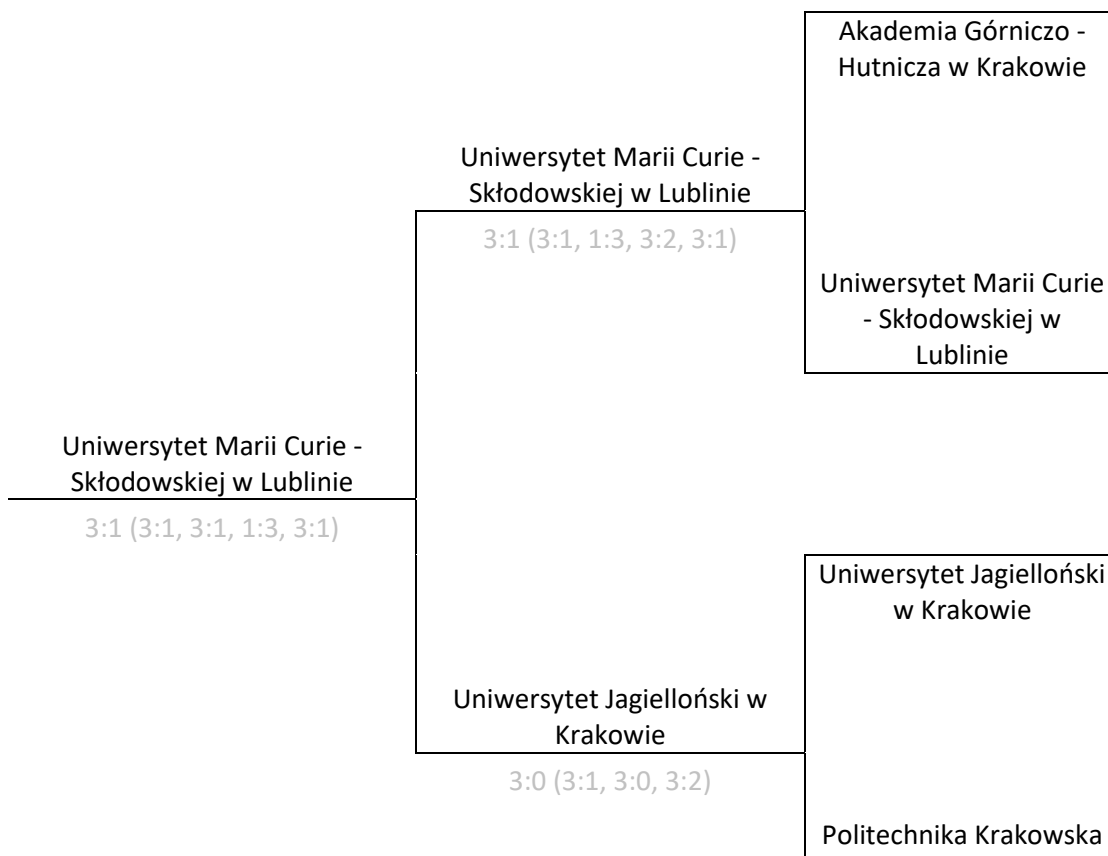 Akademia Górniczo -
Hutnicza w Krakowie
Uniwersytet Marii Curie -
Skłodowskiej w Lublinie
3:1 (3:1, 1:3, 3:2, 3:1)
Uniwersytet Marii Curie
- Skłodowskiej w
Lublinie
Uniwersytet Marii Curie -
Skłodowskiej w Lublinie
3:1 (3:1, 3:1, 1:3, 3:1)
Uniwersytet Jagielloński
w Krakowie
Uniwersytet Jagielloński w
Krakowie
3:0 (3:1, 3:0, 3:2)
Politechnika Krakowska